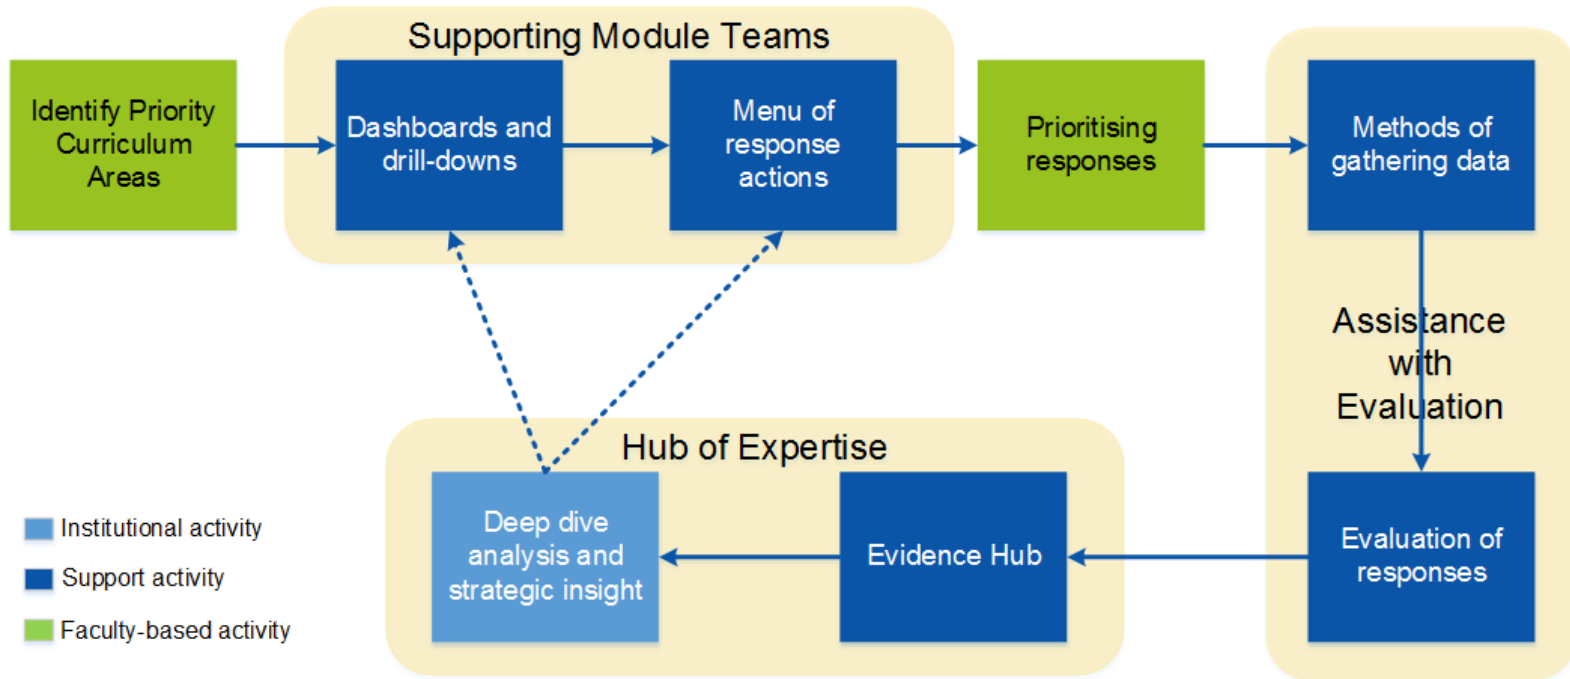 Supporting Module Teams
Identify Priority
Curriculum
Areas
Dashboards and
drill-downs
Menu of
response
actions
Prioritising
responses
Methods of
gathering data
Assistance
with
Evaluation
Hub of Expertise
Deep dive
analysis and
strategic insight
Evidence Hub
Evaluation of
responses
Institutional activity
Support activity
Faculty-based activity